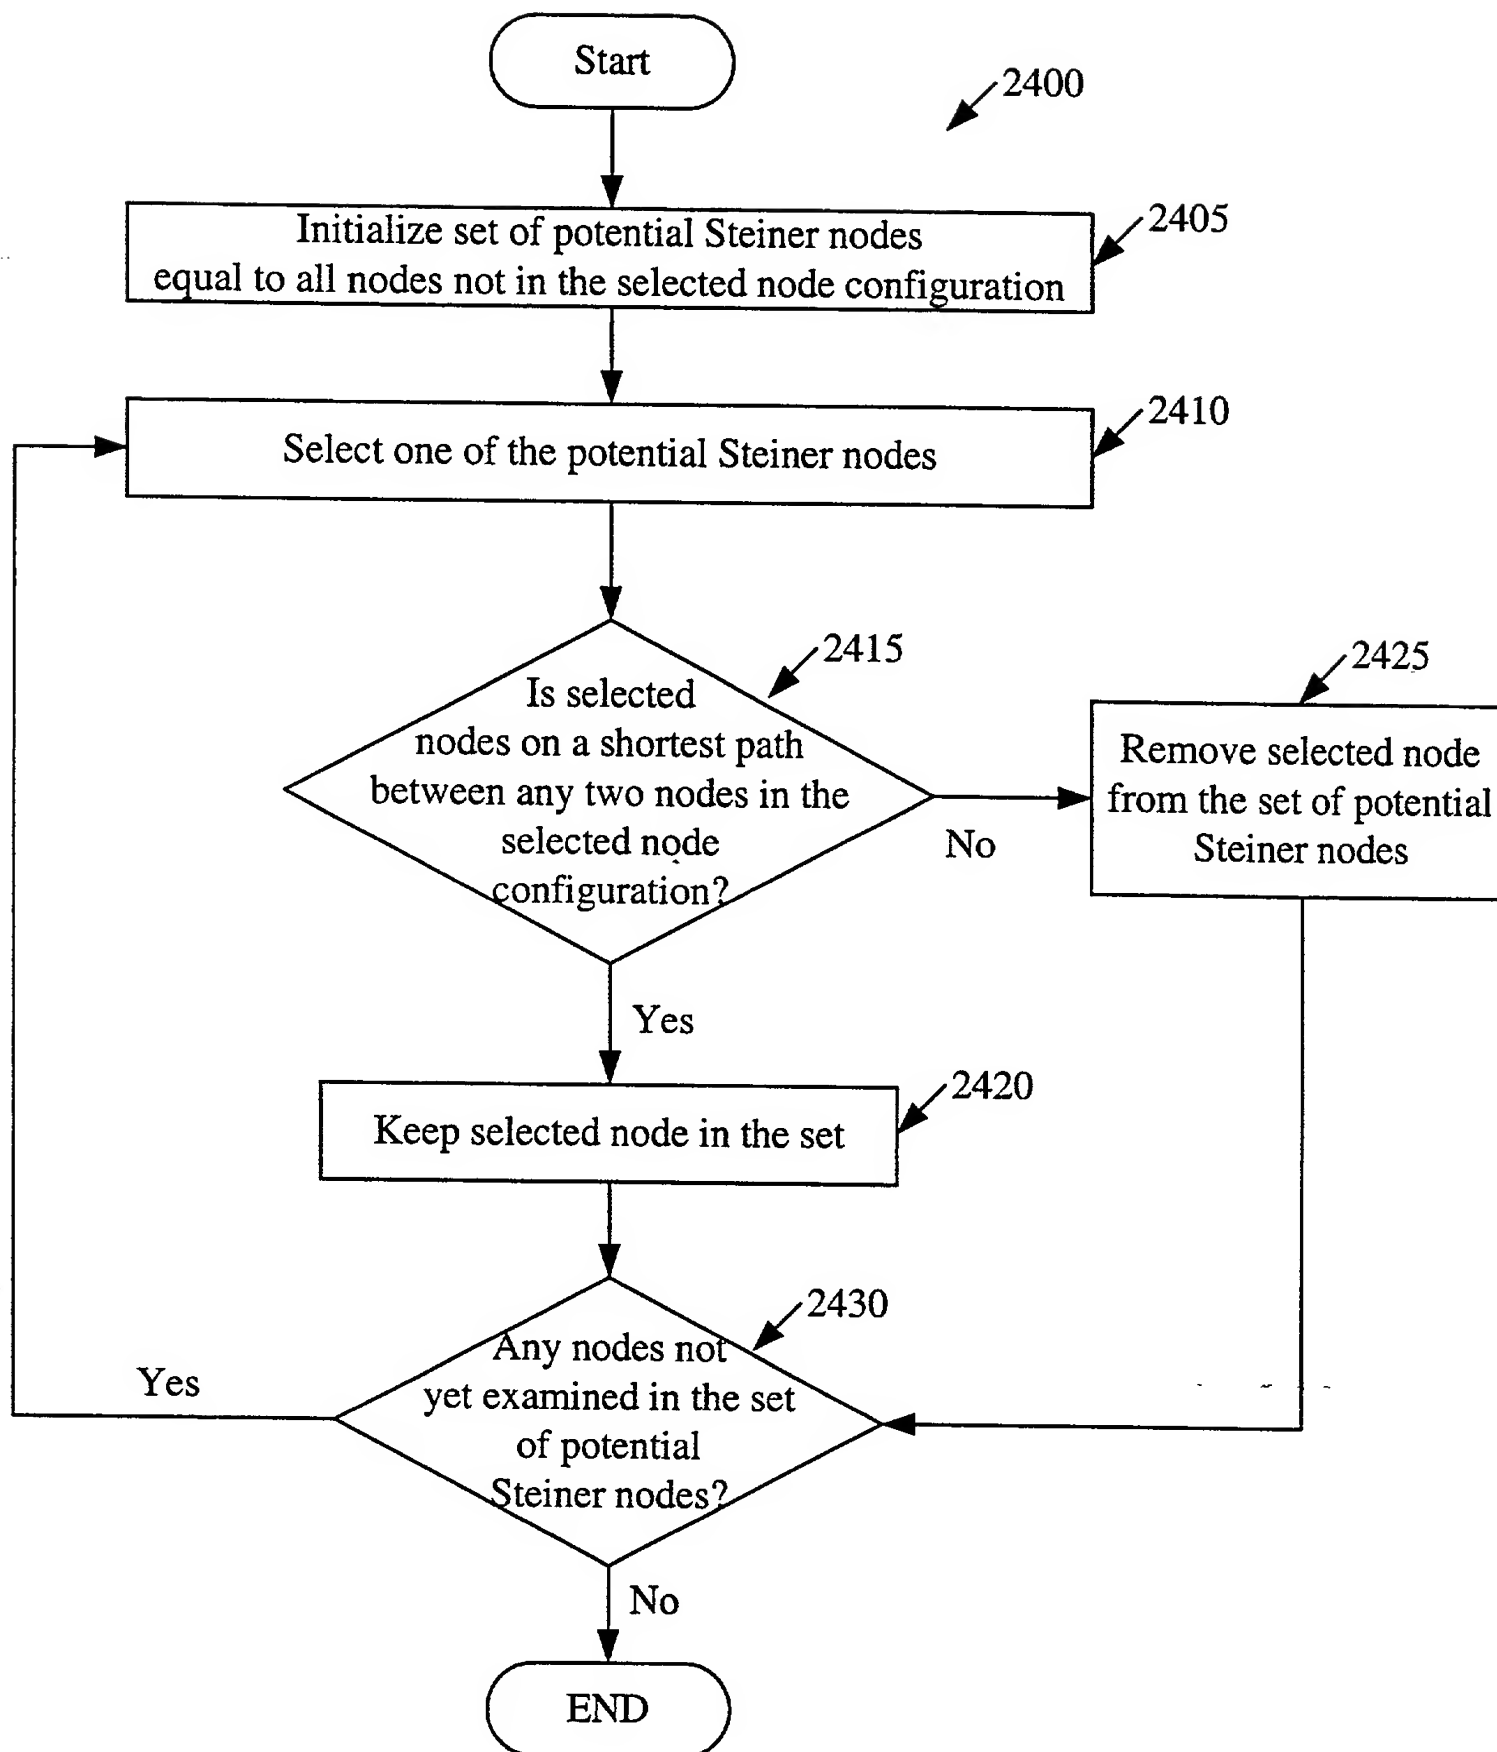 Start
2400
2405
Initialize set of potential Steiner nodes
equal to all nodes not in the selected node configuration
2410
Select one of the potential Steiner nodes
2415
Is selected
nodes on a shortest path
between any two nodes in the
selected node
configuration?
No
2425
Remove selected node
from the set of potential
Steiner nodes
Yes
2420
Keep selected node in the set
2430
Any nodes not
yet examined in the set
of potential
Steiner nodes?
Yes
No
END